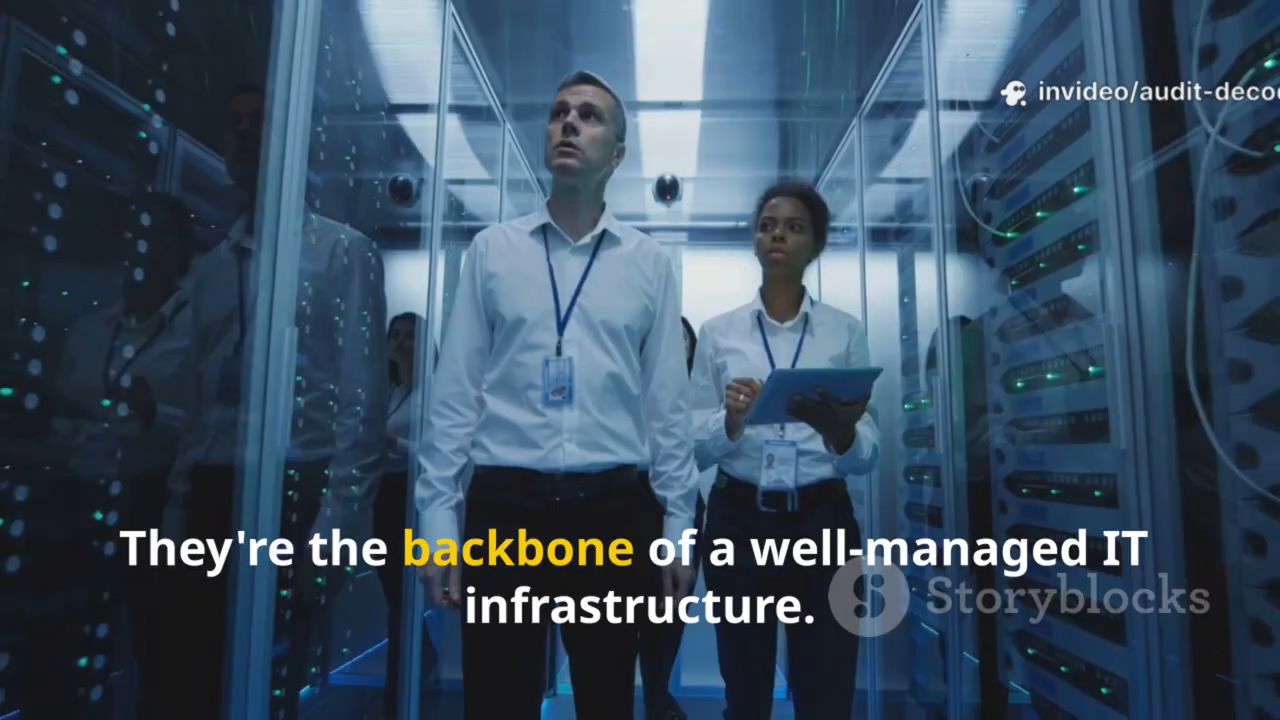 invideo/audit-deco
They're the backbone of a well-managed IT
infrastructure.
Storyblocks